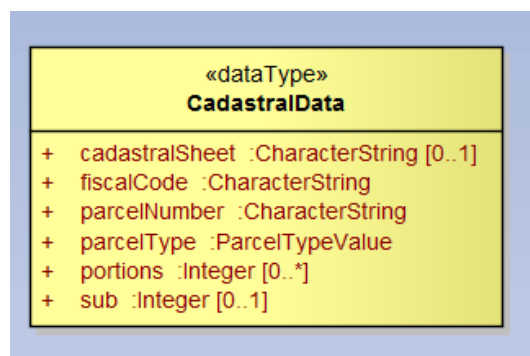 «dataType»
CadastralData
+ cadastralSheet :CharacterString [0..1]
+ fiscalCode :CharacterString
+ parcelNumber :CharacterString
+ parcelType :ParcelTypeValue
+ portions :Integer [0..*]
+ sub :Integer [0..1]